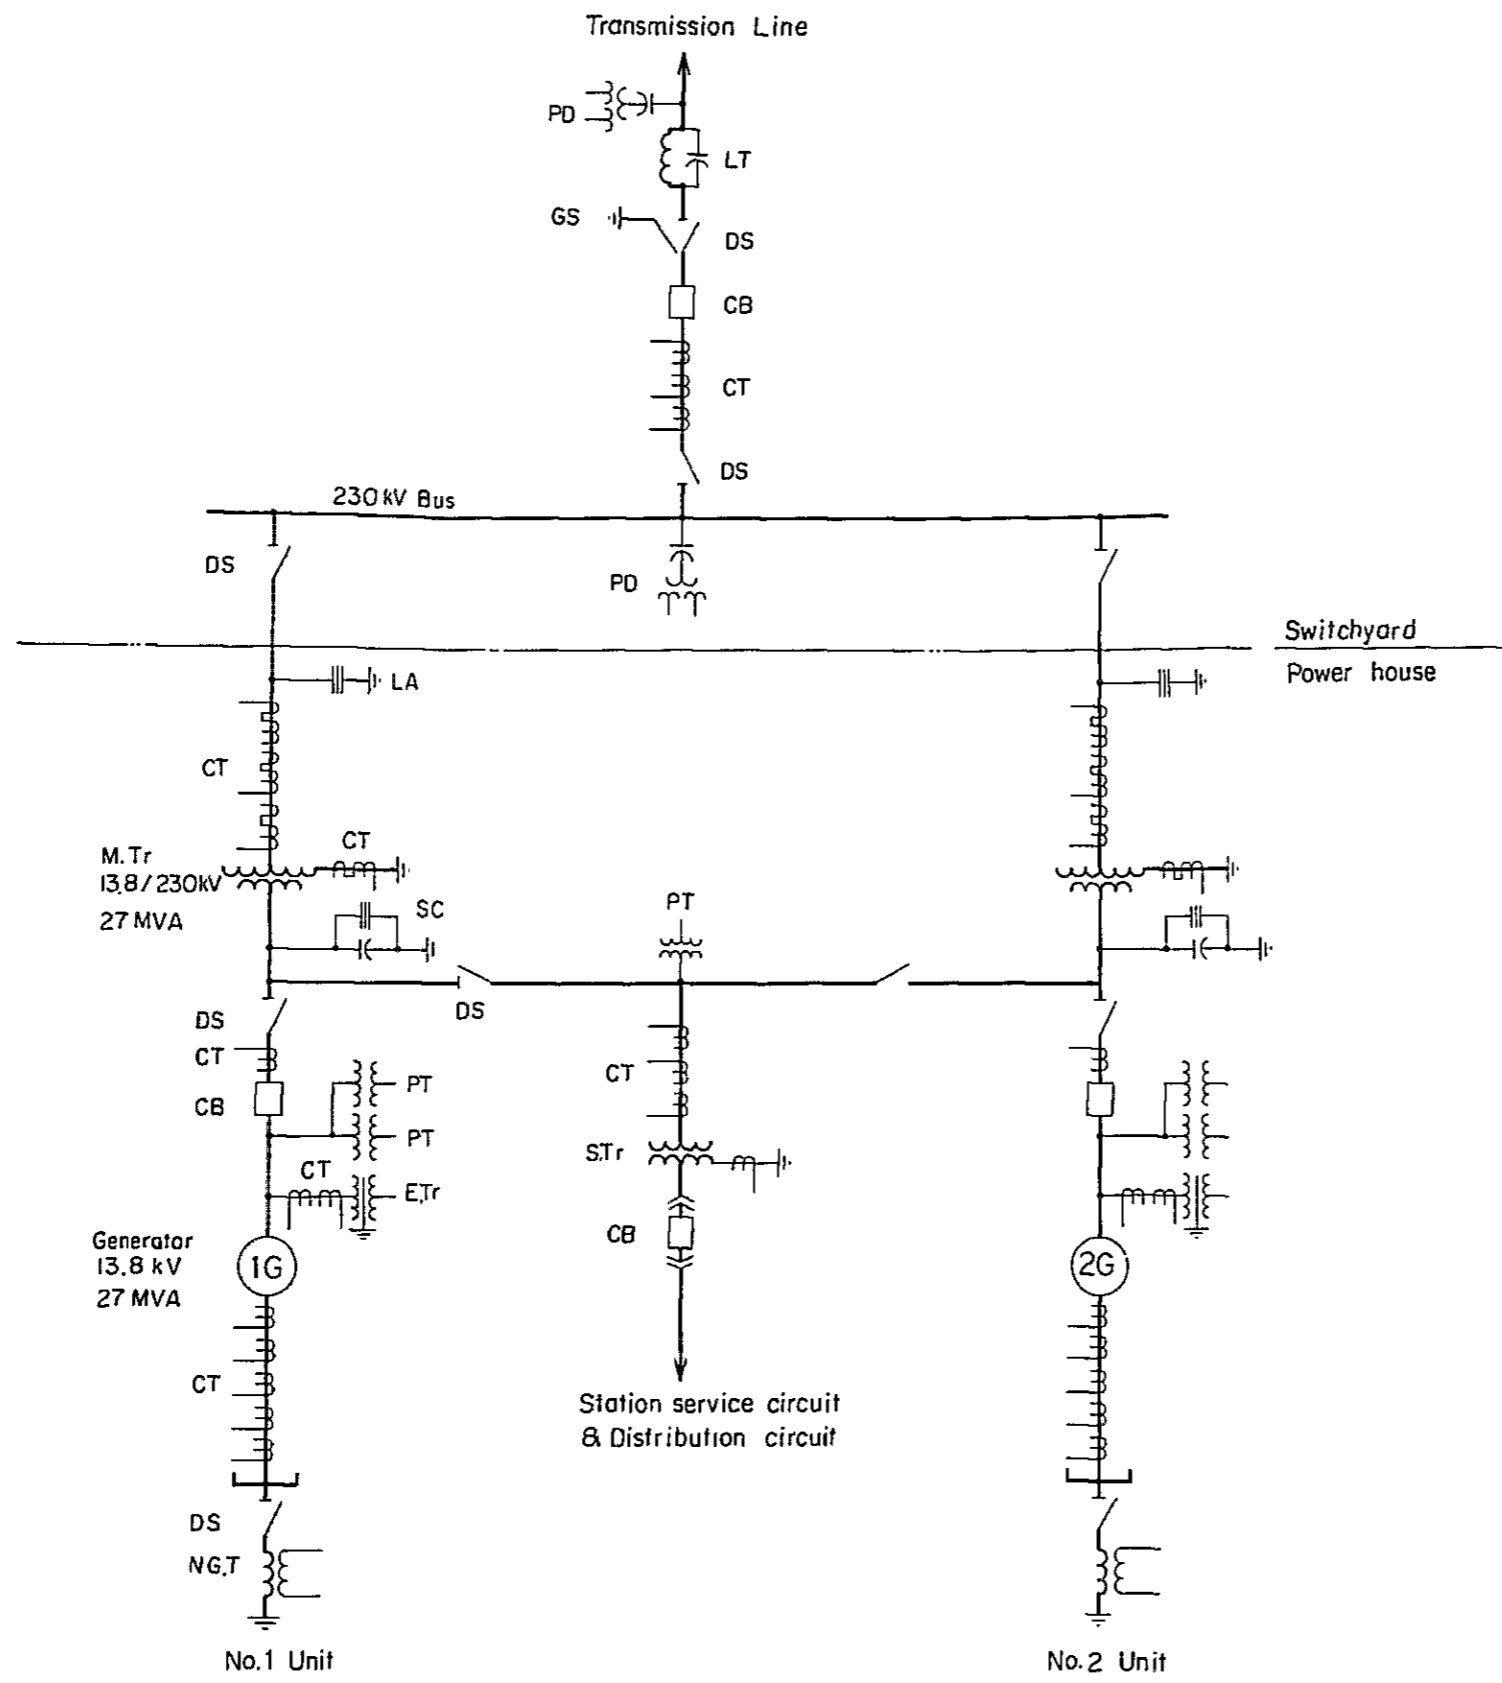 Transmission Line
PD
LT
GS
DS
CB
CT
DS
230kV Bus
DS
PD
Switchyard
Power house
LA
CT
CT
M.Tr
13.8/230kV
27 MVA
SC
PT
DS
DS
CT
CT
PT
CB
PT
CT
S.Tr
E.Tr
CB
Generator
13.8 kV
27 MVA
1G
2G
CT
Station service circuit
& Distribution circuit
DS
NG.T
No.1 Unit
No.2 Unit